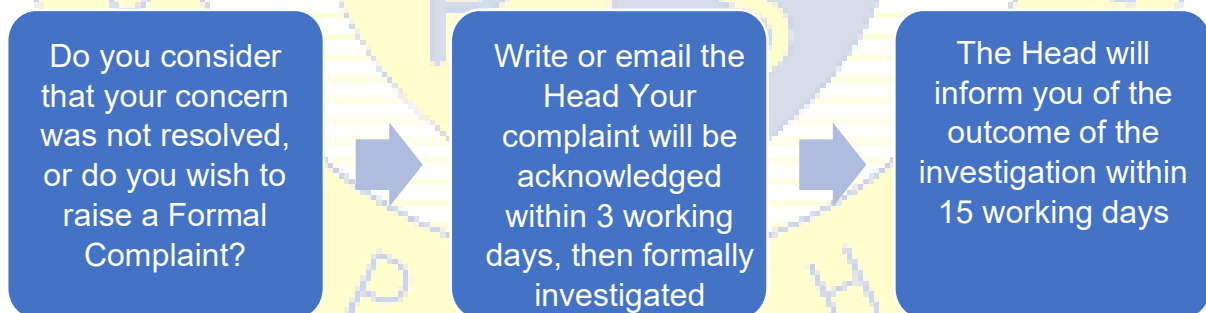 Do you consider
that your concern
was not resolved,
or do you wish to
raise a Formal
Complaint?
Write or email the
Head Your
complaint will be
acknowledged
within 3 working
days, then formally
investigated
The Head will
inform you of the
outcome of the
investigation within
15 working days